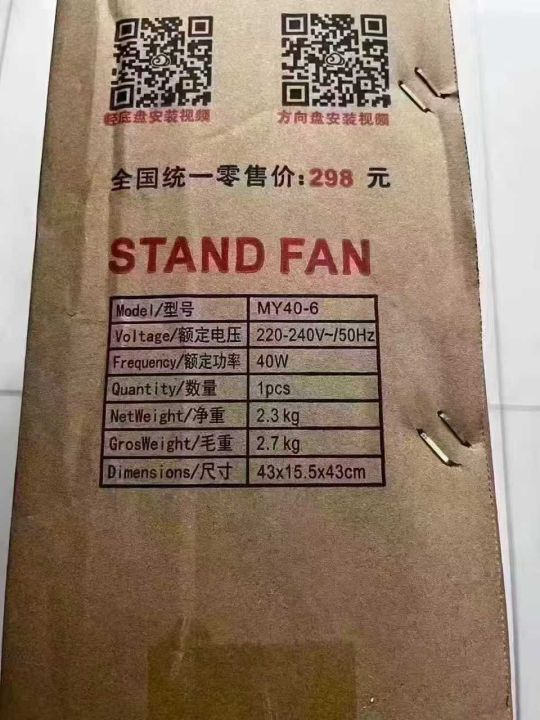 轻底盘安装视频
方向盘安装视频
全国统一零售价:298 元
STAND FAN
Model/型号 MY40-6
Voltage/额定电压 220-240V~/50Hz
Frequency/额定功率 40W
Quantity/数量 1pcs
NetWeight/净重 2.3kg
GrosWeight/毛重 2.7kg
Dimensions/尺寸 43x15.5x43cm